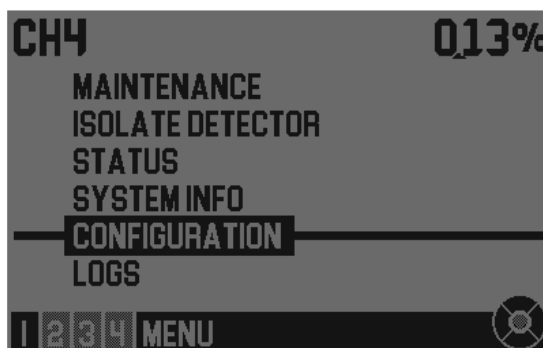 CH4 0.13%
MAINTENANCE
ISOLATE DETECTOR
STATUS
SYSTEM INFO
CONFIGURATION
LOGS
1 2 3 4 MENU